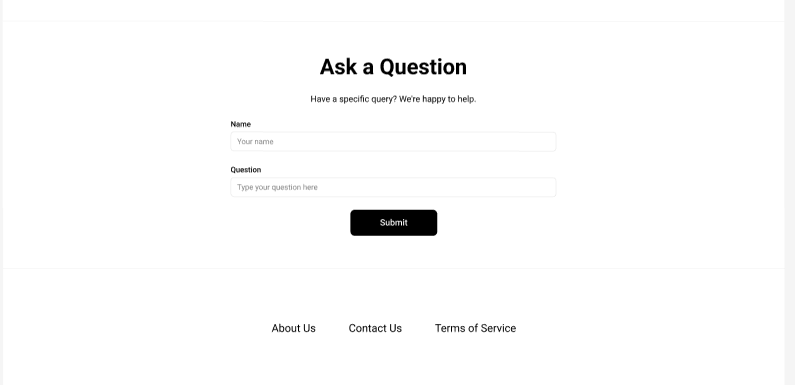 Ask a Question
Have a specific query? We're happy to help.
Name
Your name
Question
Type your question here
Submit
About Us Contact Us Terms of Service